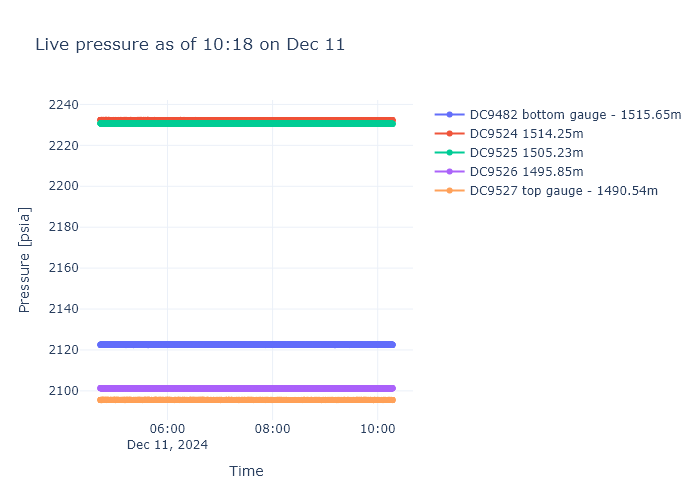 Live pressure as of 10:18 on Dec 11
2240
2220
2200
2180
2160
2140
2120
2100
Pressure [psia]
06:00
Dec 11, 2024
08:00
10:00
Time
DC9482 bottom gauge - 1515.65m
DC9524 1514.25m
DC9525 1505.23m
DC9526 1495.85m
DC9527 top gauge - 1490.54m